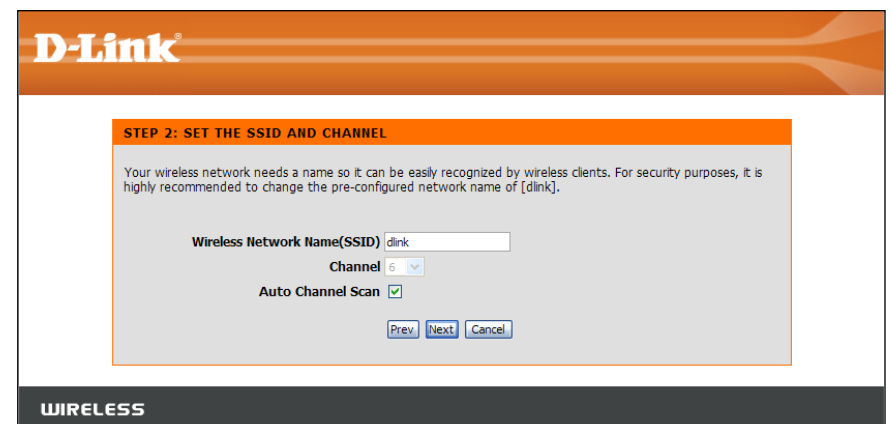 D-Link®
STEP 2: SET THE SSID AND CHANNEL
Your wireless network needs a name so it can be easily recognized by wireless clients. For security purposes, it is
highly recommended to change the pre-configured network name of [dlink].
Wireless Network Name(SSID) dlink
Channel 6
Auto Channel Scan
Prev Next Cancel
WIRELESS